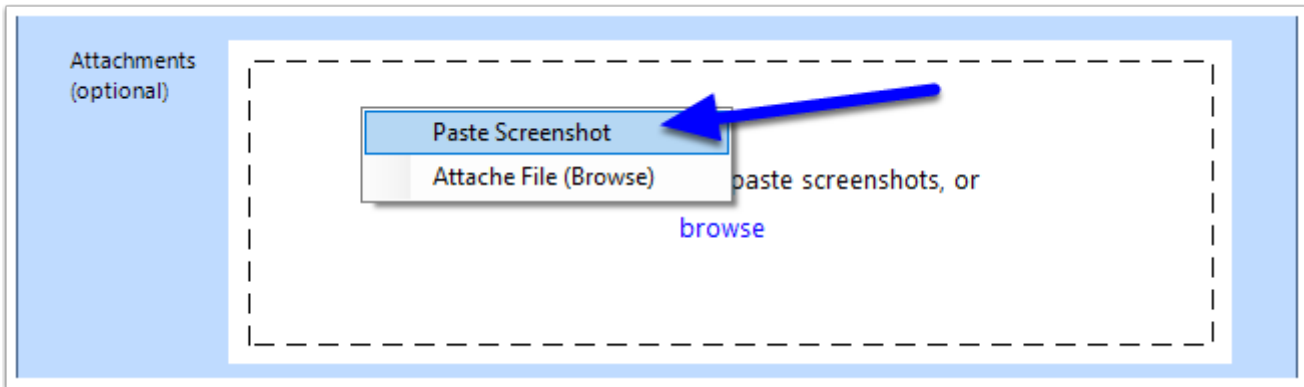 Attachments
(optional)
Paste Screenshot
Attache File (Browse)
paste screenshots, or
browse